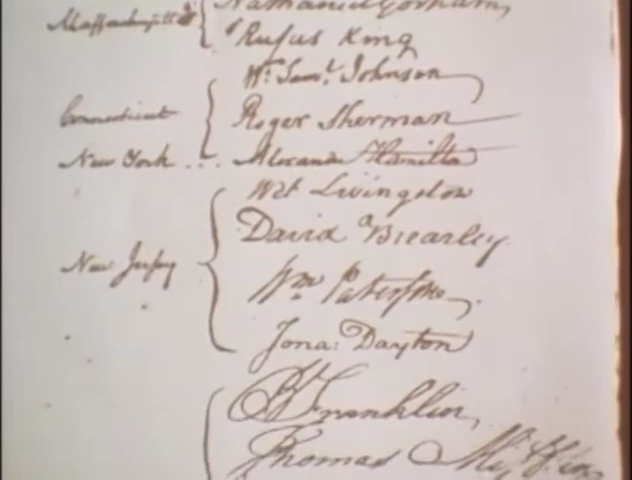 Massachusetts { Nathaniel Gorham,
Rufus King
Connecticut { Wm. Saml. Johnson
Roger Sherman
New York . . . Alexander Hamilton
New Jersey { Wil Livingston
David Brearley.
Wm Paterson.
Jona: Dayton
{ B Franklin,
Thomas Mifflin